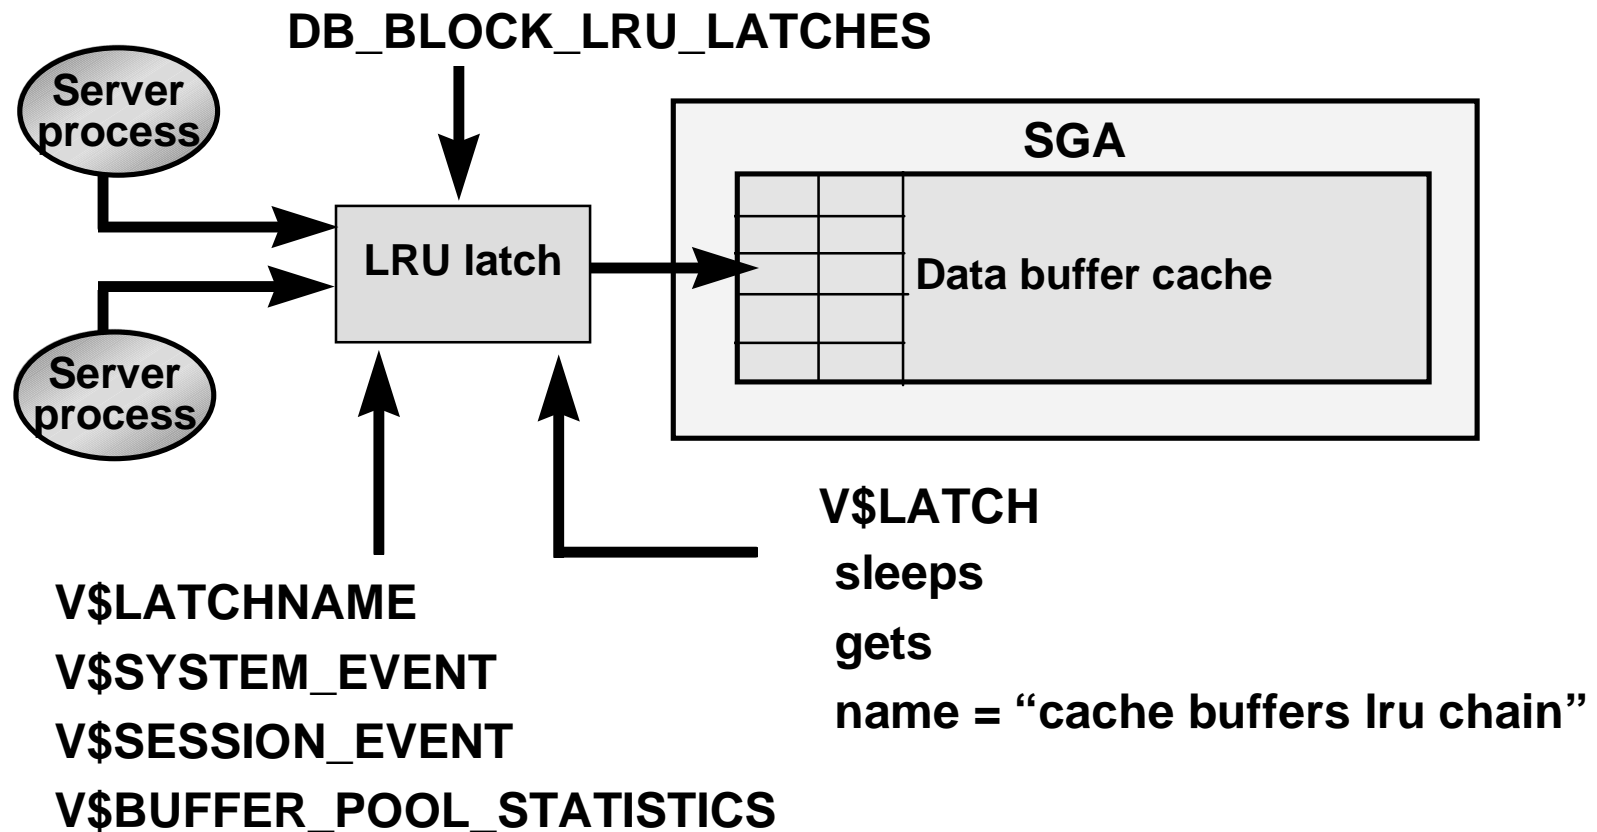 DB_BLOCK_LRU_LATCHES
Server
process
SGA
LRU latch
Data buffer cache
Server
process
V$LATCH
sleeps
gets
name = “cache buffers lru chain”
V$LATCHNAME
V$SYSTEM_EVENT
V$SESSION_EVENT
V$BUFFER_POOL_STATISTICS